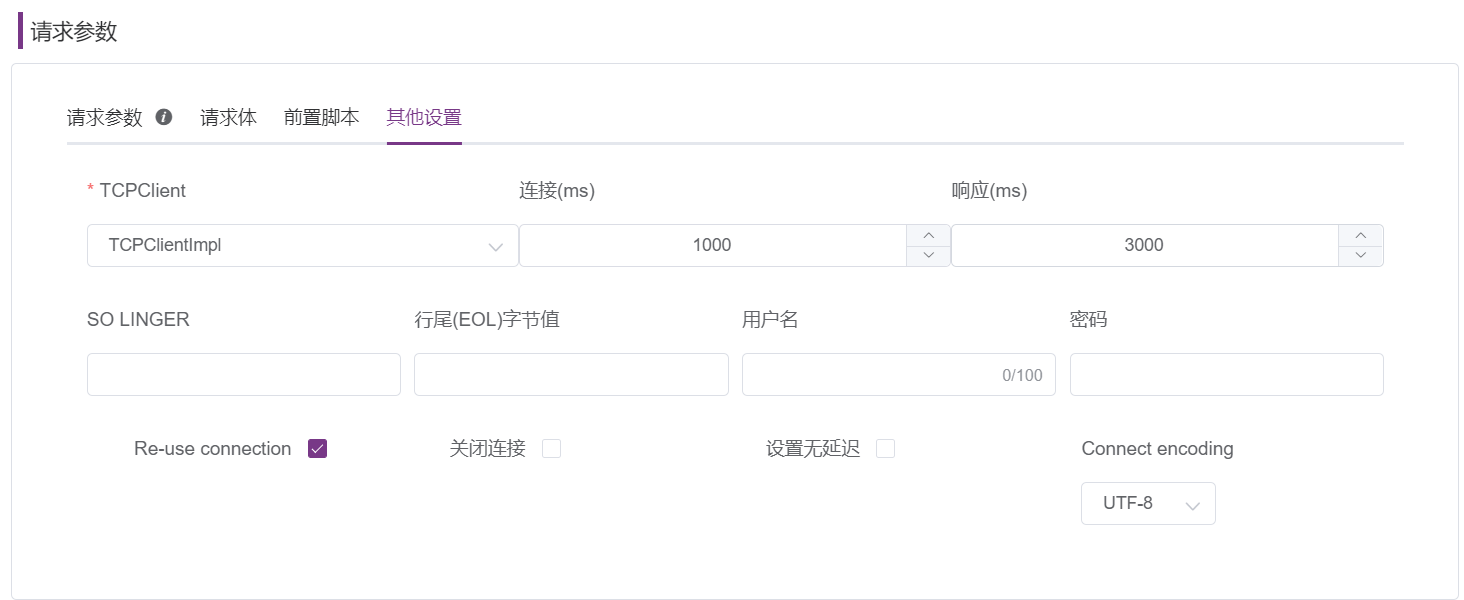 请求参数
请求参数 i 请求体 前置脚本 其他设置
* TCPClient 连接(ms) 响应(ms)
TCPClientImpl 1000 3000
SO LINGER 行尾(EOL)字节值 用户名 密码
0/100
Re-use connection 关闭连接 设置无延迟 Connect encoding
UTF-8